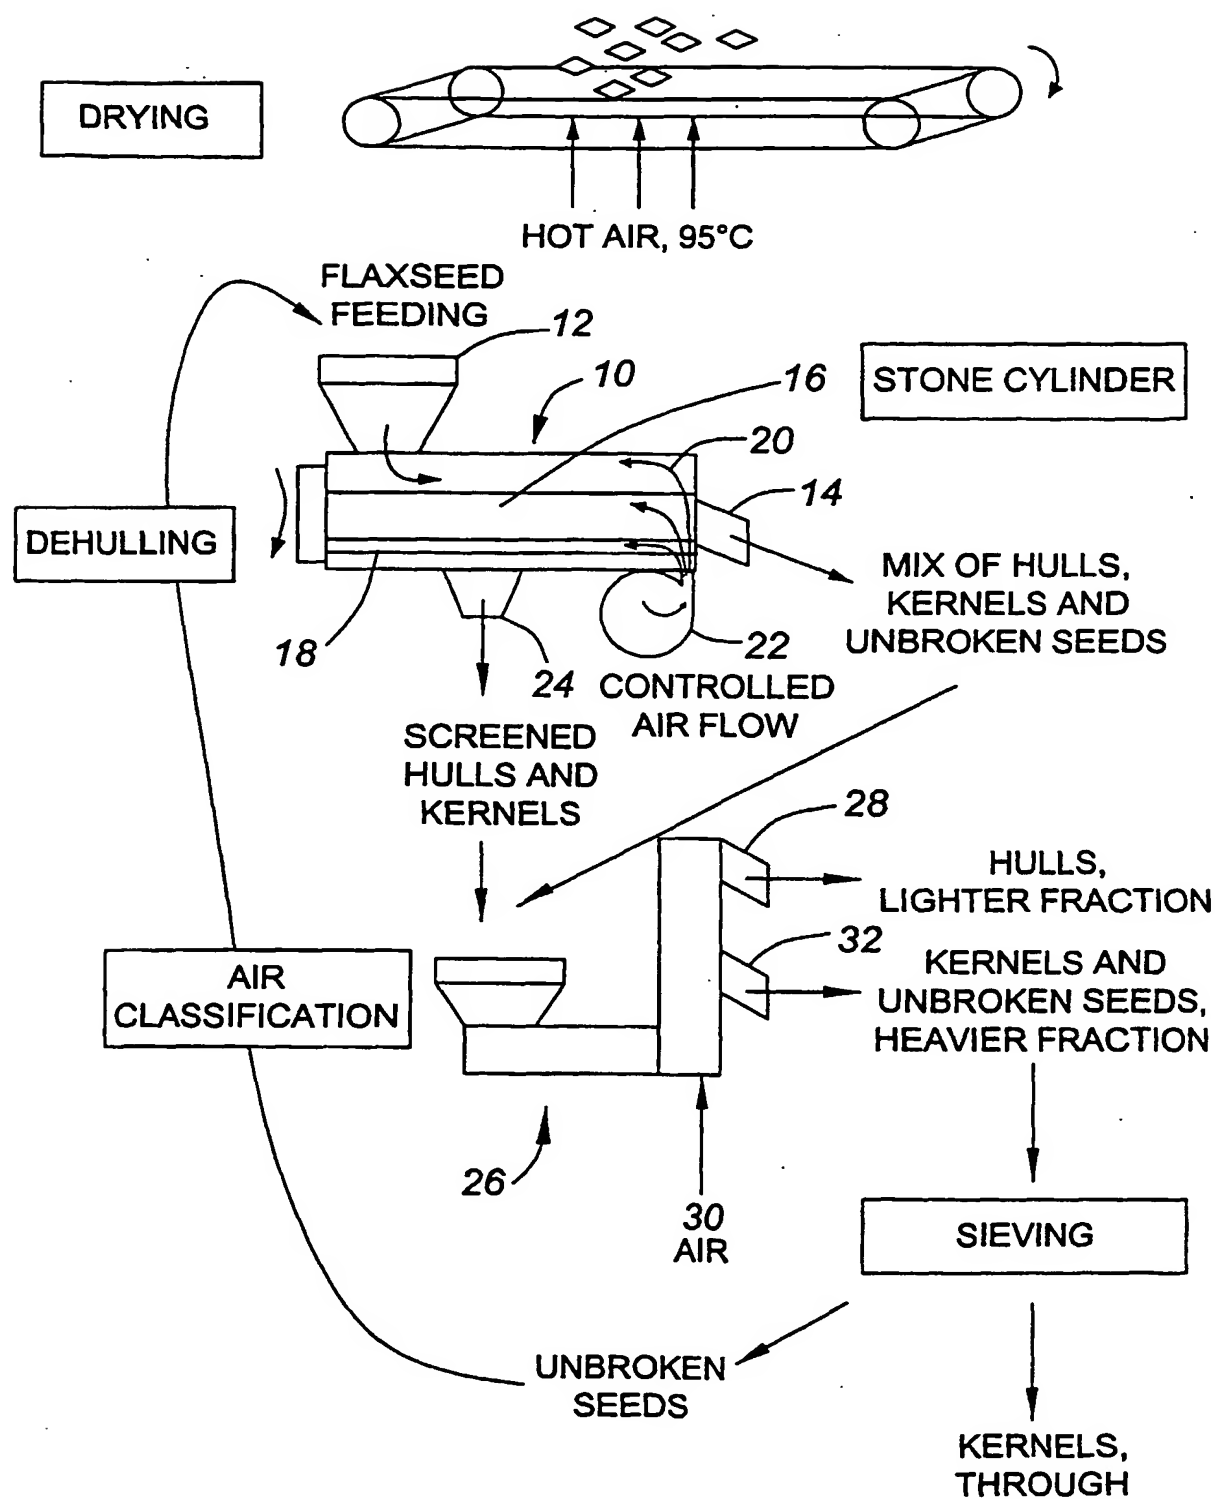 DRYING
HOT AIR, 95°C
FLAXSEED
FEEDING
12
10
16
STONE CYLINDER
20
14
DEHULLING
MIX OF HULLS,
KERNELS AND
UNBROKEN SEEDS
18
24
22
CONTROLLED
AIR FLOW
SCREENED
HULLS AND
KERNELS
28
HULLS,
LIGHTER FRACTION
32
KERNELS AND
UNBROKEN SEEDS,
HEAVIER FRACTION
AIR
CLASSIFICATION
26
30
AIR
SIEVING
UNBROKEN
SEEDS
KERNELS,
THROUGH